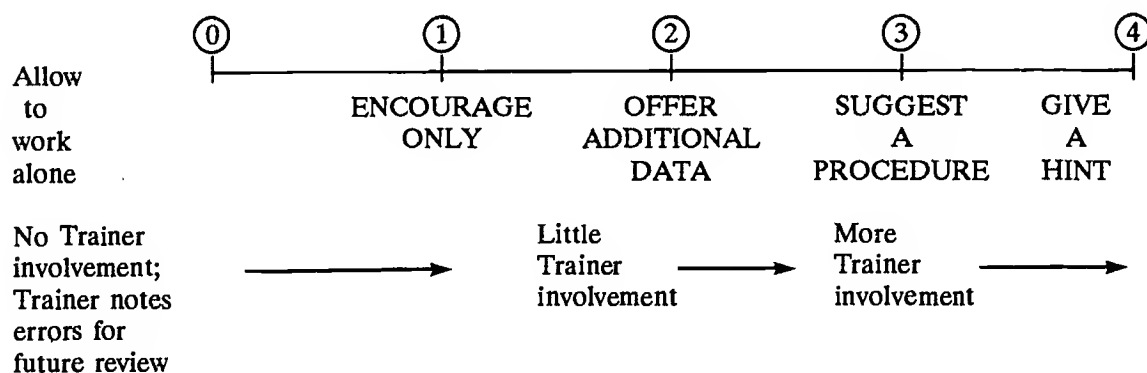 0 1 2 3 4
Allow
to
work
alone
ENCOURAGE
ONLY
OFFER
ADDITIONAL
DATA
SUGGEST
A
PROCEDURE
GIVE
A
HINT
No Trainer
involvement;
Trainer notes
errors for
future review
Little
Trainer
involvement
More
Trainer
involvement